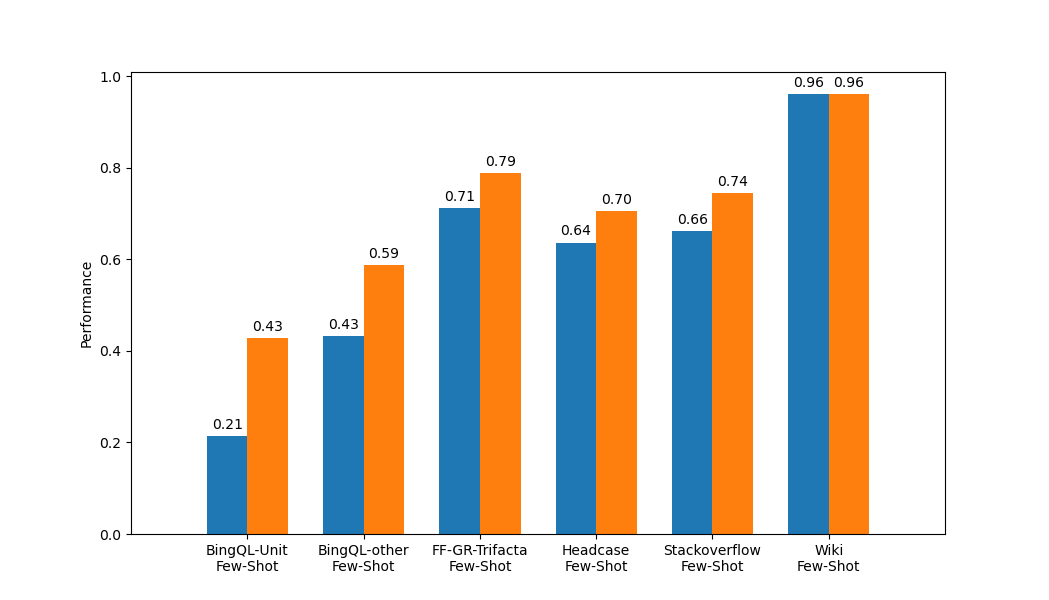 1.0
0.8
0.6
0.4
0.2
0.0
Performance
0.21
0.43
0.43
0.59
0.71
0.79
0.64
0.70
0.66
0.74
0.96
0.96
BingQL-Unit
Few-Shot
BingQL-other
Few-Shot
FF-GR-Trifacta
Few-Shot
Headcase
Few-Shot
Stackoverflow
Few-Shot
Wiki
Few-Shot